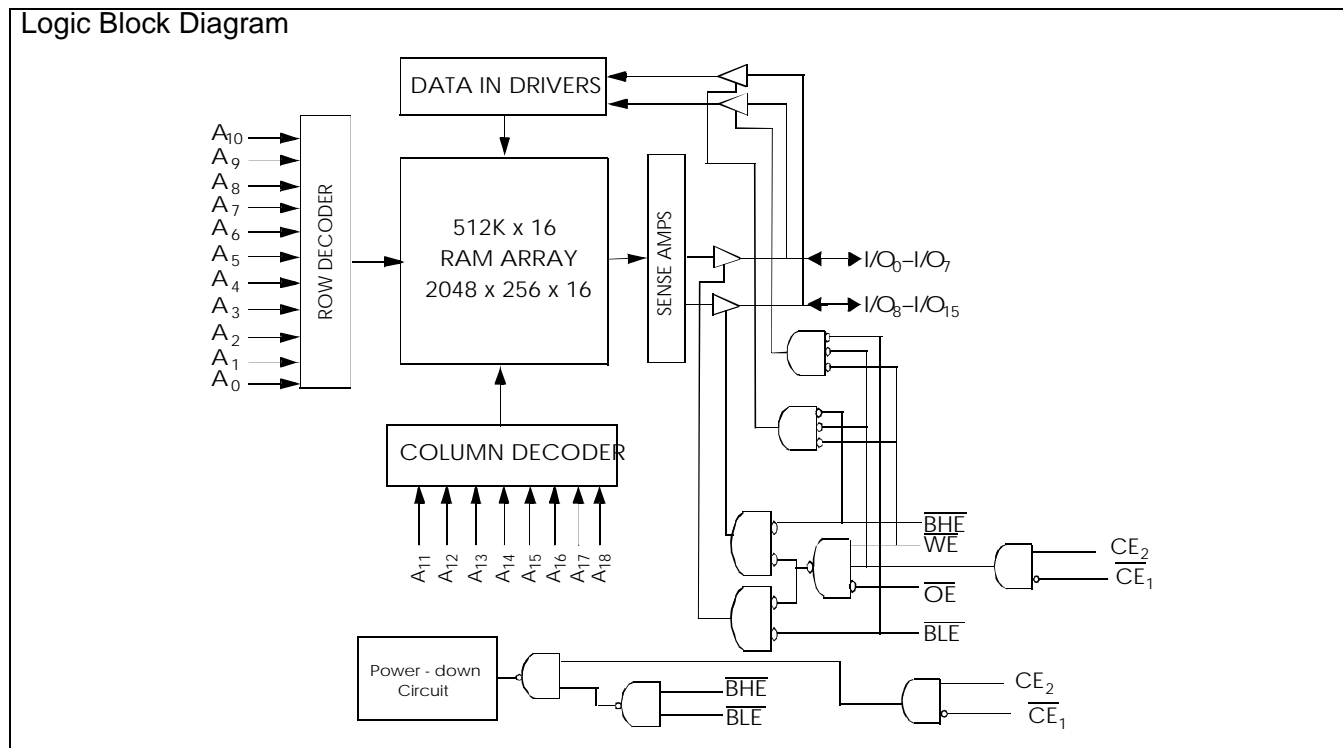 Logic Block Diagram
DATA IN DRIVERS
A10
A9
A8
A7
A6
A5
A4
A3
A2
A1
A0
ROW DECODER
512K x 16
RAM ARRAY
2048 x 256 x 16
SENSE AMPS
I/O0–I/O7
I/O8–I/O15
COLUMN DECODER
A11
A12
A13
A14
A15
A16
A17
A18
BHE
WE
OE
BLE
CE2
CE1
Power - down
Circuit
BHE
BLE
CE2
CE1